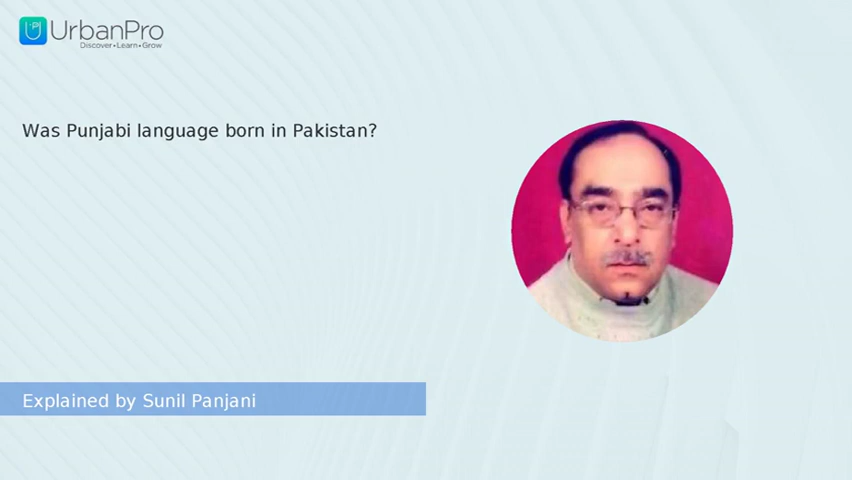 UrbanPro
Discover•Learn•Grow
Was Punjabi language born in Pakistan?
Explained by Sunil Panjani